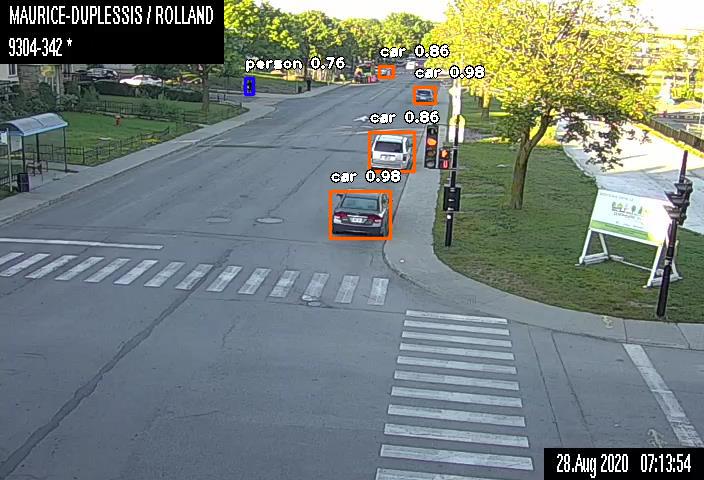 MAURICE-DUPLESSIS / ROLLAND
9304-342 *
person 0.76
car 0.86
car 0.98
car 0.86
car 0.98
28.Aug 2020 07:13:54